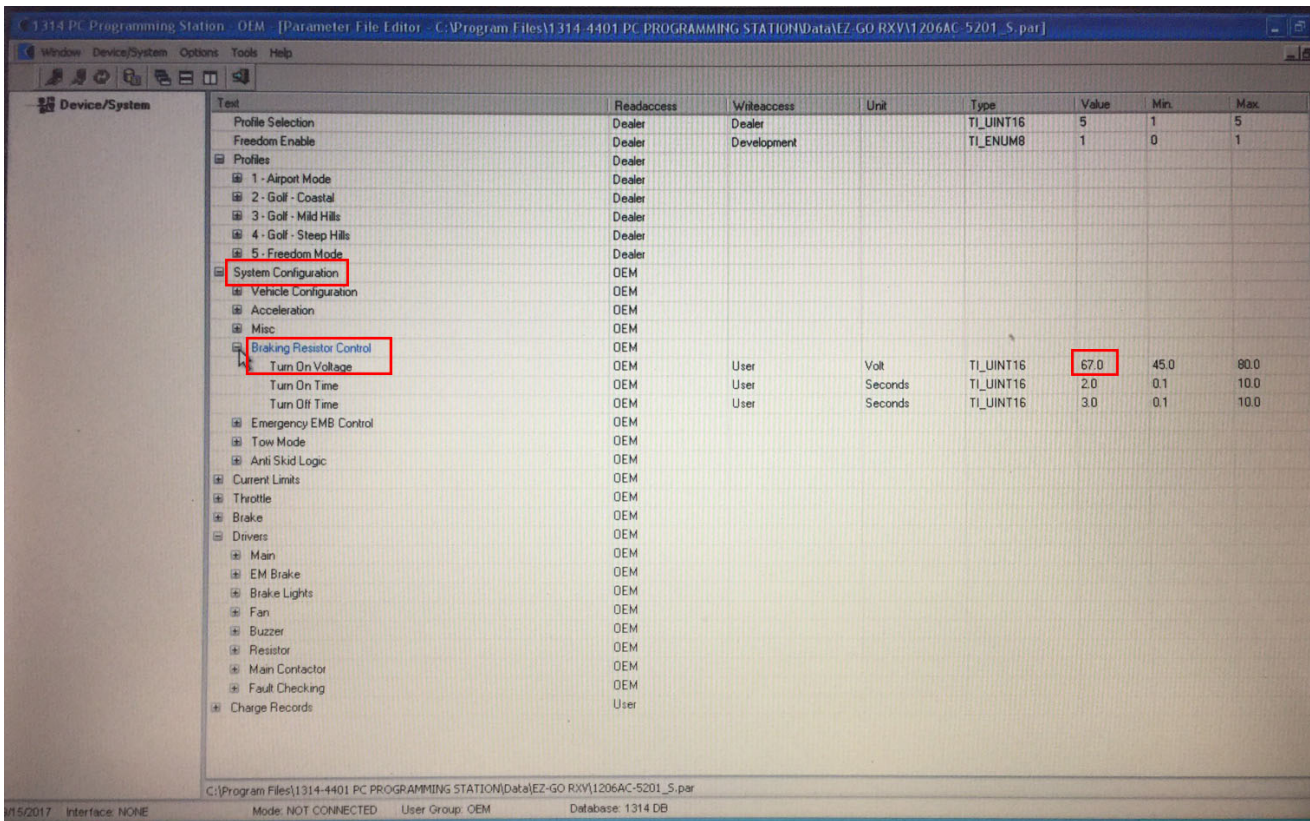 1314 PC Programming Station - OEM - [Parameter File Editor - C:\Program Files\1314-4401 PC PROGRAMMING STATION\Data\EZ-GO RXV\1206AC-5201_S.par]
Window Device/System Options Tools Help
Device/System
Text Readaccess Writeaccess Unit Type Value Min. Max.
Profile Selection Dealer Dealer TI_UINT16 5 1 5
Freedom Enable Dealer Development TI_ENUM8 1 0 1
Profiles Dealer
1 - Airport Mode Dealer
2 - Golf - Coastal Dealer
3 - Golf - Mild Hills Dealer
4 - Golf - Steep Hills Dealer
5 - Freedom Mode Dealer
System Configuration OEM
Vehicle Configuration OEM
Acceleration OEM
Misc OEM
Braking Resistor Control OEM
Turn On Voltage OEM User Volt TI_UINT16 67.0 45.0 80.0
Turn On Time OEM User Seconds TI_UINT16 2.0 0.1 10.0
Turn Off Time OEM User Seconds TI_UINT16 3.0 0.1 10.0
Emergency EMB Control OEM
Tow Mode OEM
Anti Skid Logic OEM
Current Limits OEM
Throttle OEM
Brake OEM
Drivers OEM
Main OEM
EM Brake OEM
Brake Lights OEM
Fan OEM
Buzzer OEM
Resistor OEM
Main Contactor OEM
Fault Checking OEM
Charge Records User
C:\Program Files\1314-4401 PC PROGRAMMING STATION\Data\EZ-GO RXV\1206AC-5201_S.par
/15/2017 Interface: NONE Mode: NOT CONNECTED User Group: OEM Database: 1314 DB